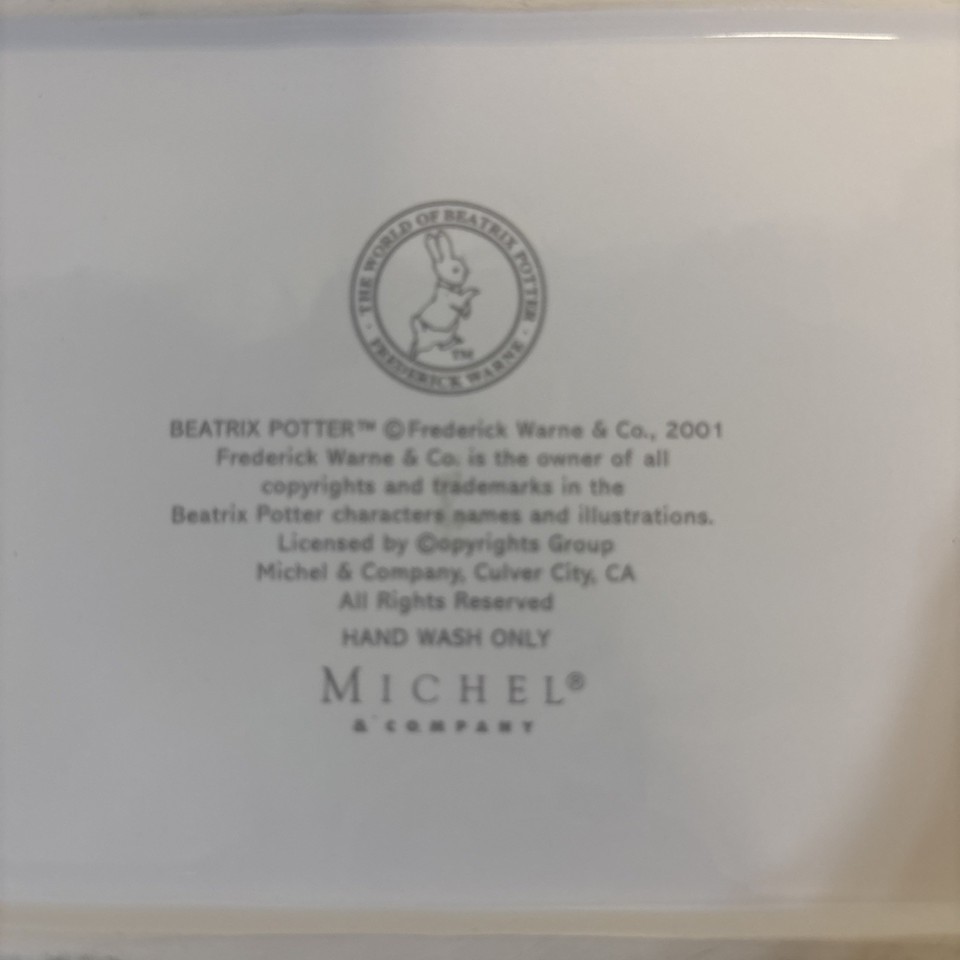 THE WORLD OF BEATRIX POTTER
· FREDERICK WARNE ·
TM
BEATRIX POTTER™ ©Frederick Warne & Co., 2001
Frederick Warne & Co. is the owner of all
copyrights and trademarks in the
Beatrix Potter characters names and illustrations.
Licensed by ©opyrights Group
Michel & Company, Culver City, CA
All Rights Reserved
HAND WASH ONLY
MICHEL®
& COMPANY